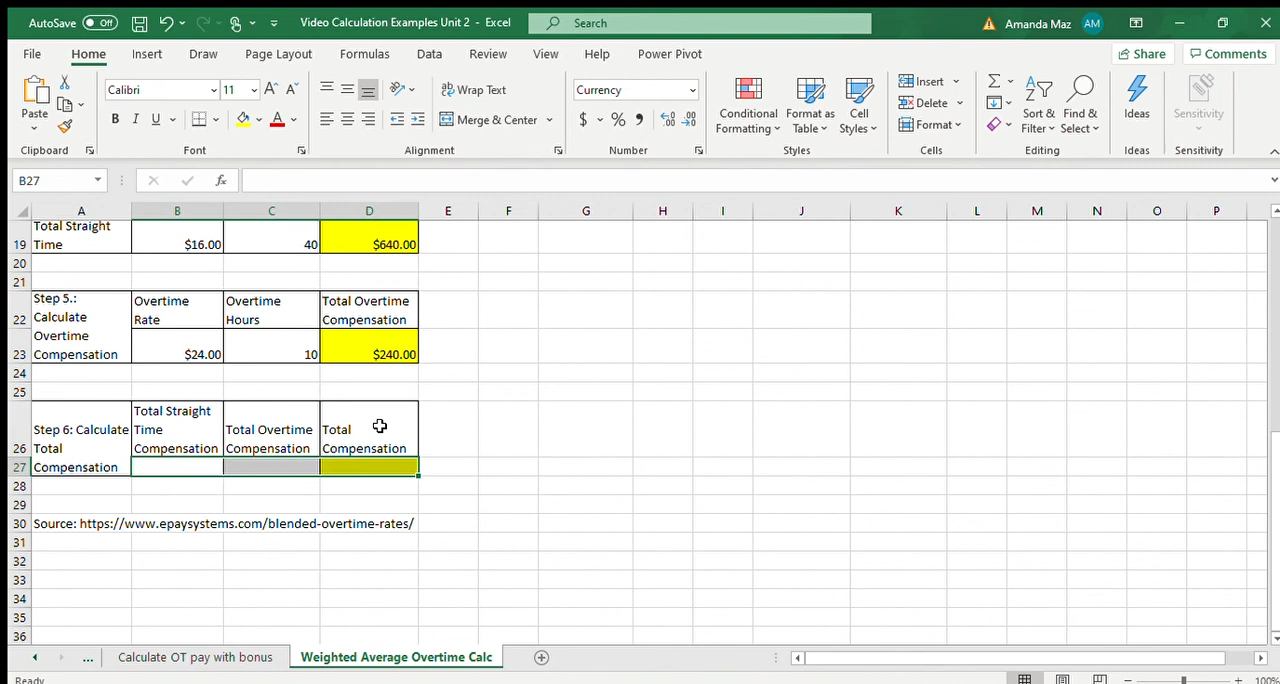 AutoSave Off Video Calculation Examples Unit 2 - Excel Search Amanda Maz AM
File Home Insert Draw Page Layout Formulas Data Review View Help Power Pivot Share Comments
Calibri 11 Wrap Text Currency Insert
Paste B I U Merge & Center $ % Conditional Formatting Format as Table Cell Styles Delete Sort & Filter Find & Select Ideas Sensitivity
Format
Clipboard Font Alignment Number Styles Cells Editing Ideas Sensitivity
B27 fx
A B C D E F G H I J K L M N O P
Total Straight
19 Time $16.00 40 $640.00
20
21
Step 5.:
Calculate
Overtime
Compensation
22 Overtime Rate Overtime Hours Total Overtime Compensation
23 $24.00 10 $240.00
24
25
Step 6: Calculate
Total
Compensation
26 Total Straight Time Compensation Total Overtime Compensation Total Compensation
27
28
29
30 Source: https://www.epaysystems.com/blended-overtime-rates/
31
32
33
34
35
36
... Calculate OT pay with bonus Weighted Average Overtime Calc
Ready 100%